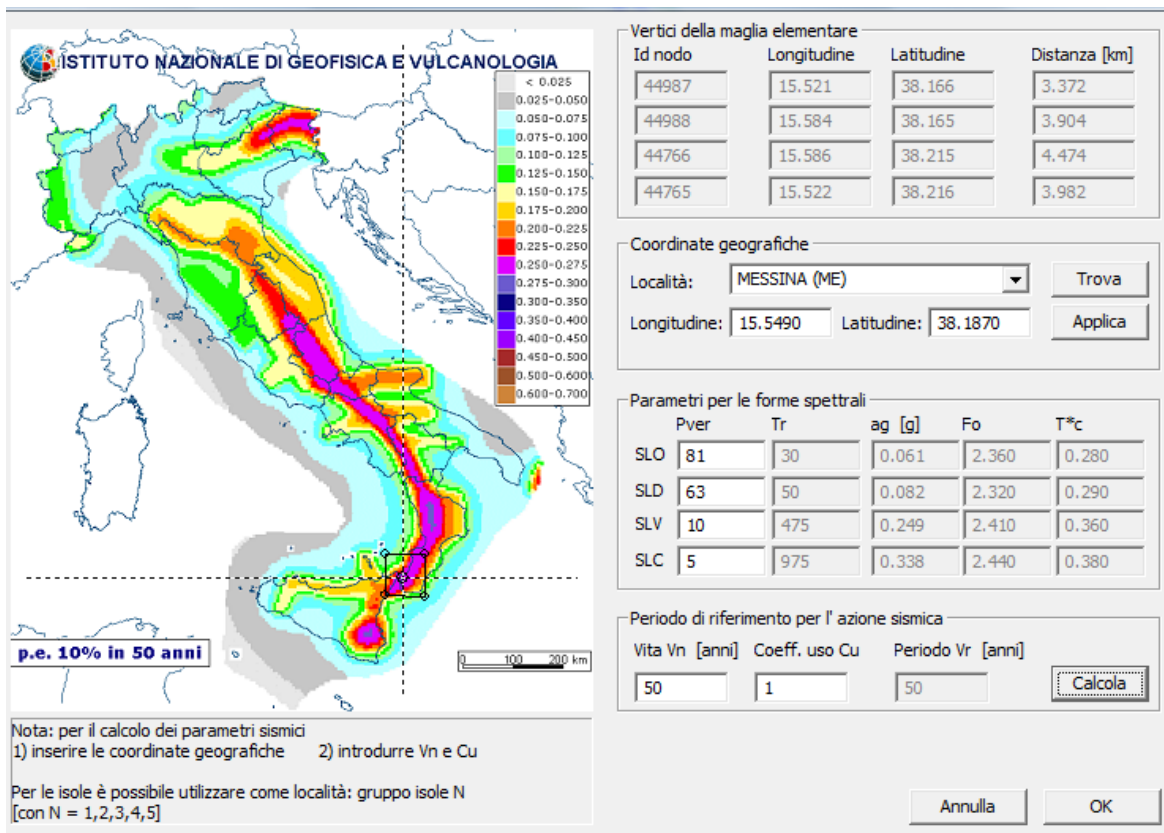 ISTITUTO NAZIONALE DI GEOFISICA E VULCANOLOGIA
< 0.025
0.025-0.050
0.050-0.075
0.075-0.100
0.100-0.125
0.125-0.150
0.150-0.175
0.175-0.200
0.200-0.225
0.225-0.250
0.250-0.275
0.275-0.300
0.300-0.350
0.350-0.400
0.400-0.450
0.450-0.500
0.500-0.600
0.600-0.700
p.e. 10% in 50 anni
0 100 200 km
Nota: per il calcolo dei parametri sismici
1) inserire le coordinate geografiche 2) introdurre Vn e Cu
Per le isole è possibile utilizzare come località: gruppo isole N
[con N = 1,2,3,4,5]
Vertici della maglia elementare
Id nodo Longitudine Latitudine Distanza [km]
44987 15.521 38.166 3.372
44988 15.584 38.165 3.904
44766 15.586 38.215 4.474
44765 15.522 38.216 3.982
Coordinate geografiche
Località: MESSINA (ME) Trova
Longitudine: 15.5490 Latitudine: 38.1870 Applica
Parametri per le forme spettrali
Pver Tr ag [g] Fo T*c
SLO 81 30 0.061 2.360 0.280
SLD 63 50 0.082 2.320 0.290
SLV 10 475 0.249 2.410 0.360
SLC 5 975 0.338 2.440 0.380
Periodo di riferimento per l' azione sismica
Vita Vn [anni] Coeff. uso Cu Periodo Vr [anni]
50 1 50 Calcola
Annulla OK